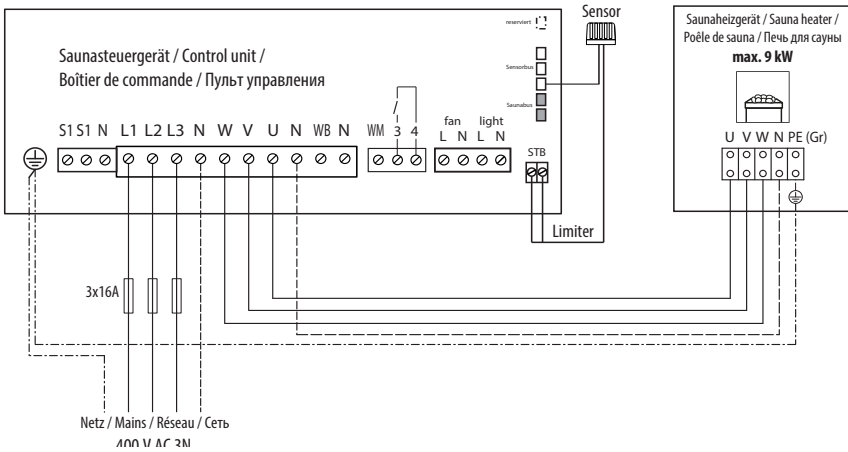 reserviert
Sensor
Saunasteuergerät / Control unit /
Boîtier de commande / Пульт управления
Sensorbus
Saunabus
Saunaheizgerät / Sauna heater /
Poêle de sauna / Печь для сауны
max. 9 kW
S1 S1 N L1 L2 L3 N W V U N WB N WM 3 4
fan light
L N L N
STB
U V W N PE (Gr)
Limiter
3x16A
Netz / Mains / Réseau / Сеть
400 V AC 3N